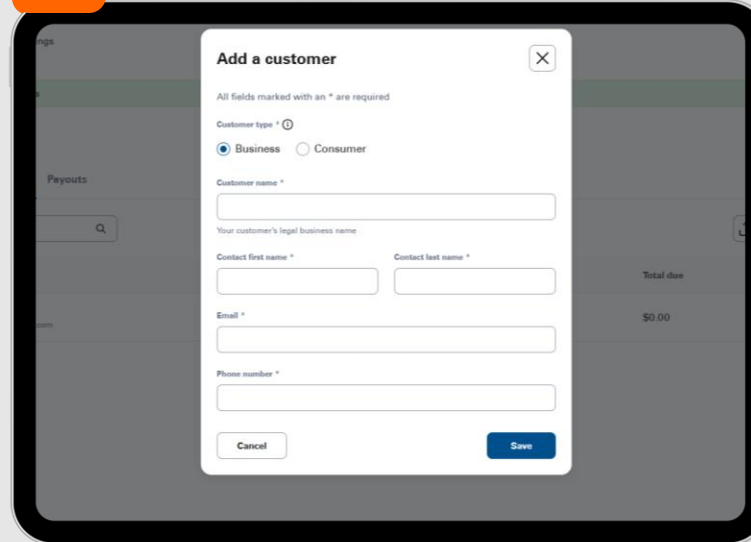 ngs
Add a customer
All fields marked with an * are required
Customer type *
Business Consumer
Payouts
Customer name *
Your customer's legal business name
Contact first name * Contact last name *
Total due
com
$0.00
Email *
Phone number *
Cancel Save